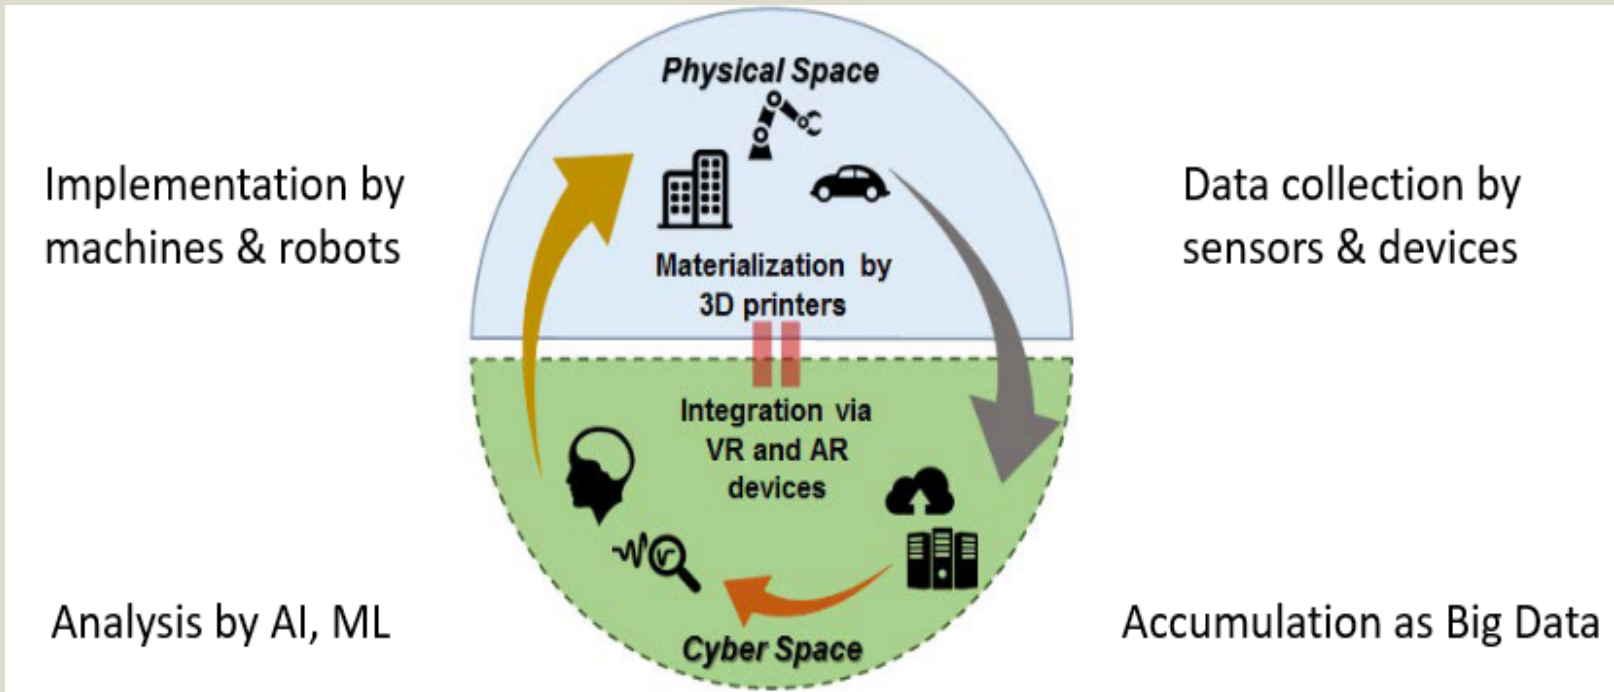 Physical Space
Implementation by
machines & robots
Data collection by
sensors & devices
Materialization by
3D printers
Integration via
VR and AR
devices
Analysis by AI, ML
Accumulation as Big Data
Cyber Space